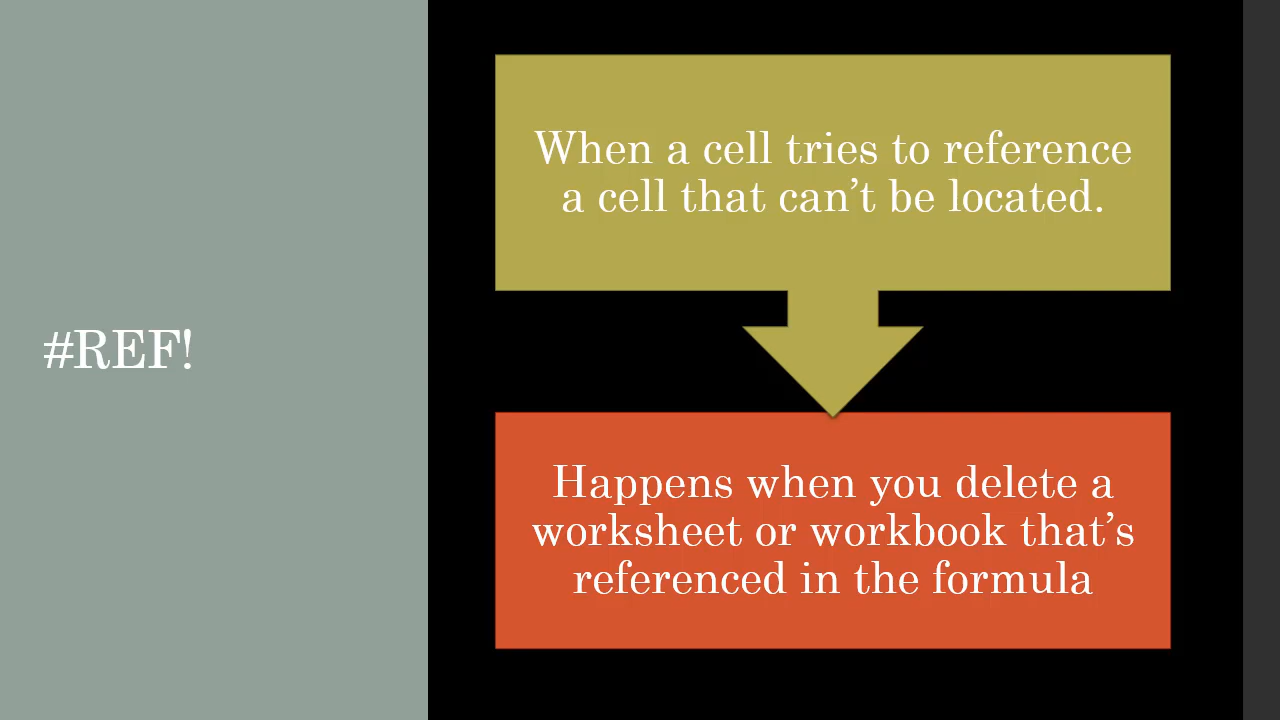 #REF!
When a cell tries to reference
a cell that can’t be located.
Happens when you delete a
worksheet or workbook that’s
referenced in the formula